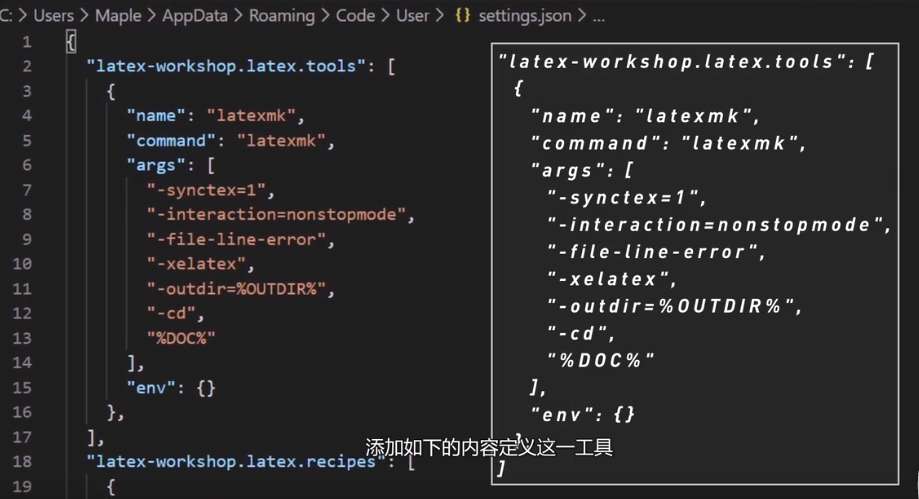 C: > Users > Maple > AppData > Roaming > Code > User > {} settings.json > ...
1 {
2 "latex-workshop.latex.tools": [
3 {
4 "name": "latexmk",
5 "command": "latexmk",
6 "args": [
7 "-synctex=1",
8 "-interaction=nonstopmode",
9 "-file-line-error",
10 "-xelatex",
11 "-outdir=%OUTDIR%",
12 "-cd",
13 "%DOC%"
14 ],
15 "env": {}
16 },
17 ],
18 "latex-workshop.latex.recipes": [
19 {
"latex-workshop.latex.tools": [
{
"name": "latexmk",
"command": "latexmk",
"args": [
"-synctex=1",
"-interaction=nonstopmode",
"-file-line-error",
"-xelatex",
"-outdir=%OUTDIR%",
"-cd",
"%DOC%"
],
"env": {}
]
添加如下的内容定义这一工具